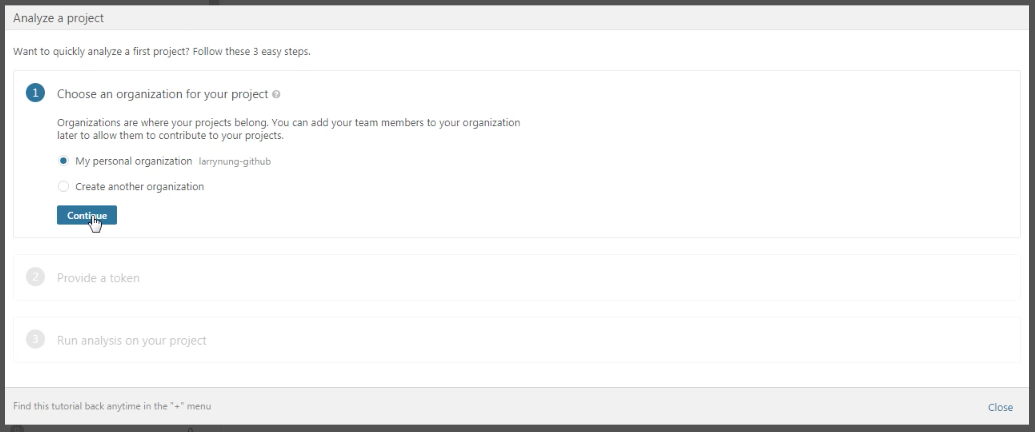 Analyze a project
Want to quickly analyze a first project? Follow these 3 easy steps.
1 Choose an organization for your project ?
Organizations are where your projects belong. You can add your team members to your organization
later to allow them to contribute to your projects.
My personal organization larrynung-github
Create another organization
Continue
2 Provide a token
3 Run analysis on your project
Find this tutorial back anytime in the "+" menu
Close